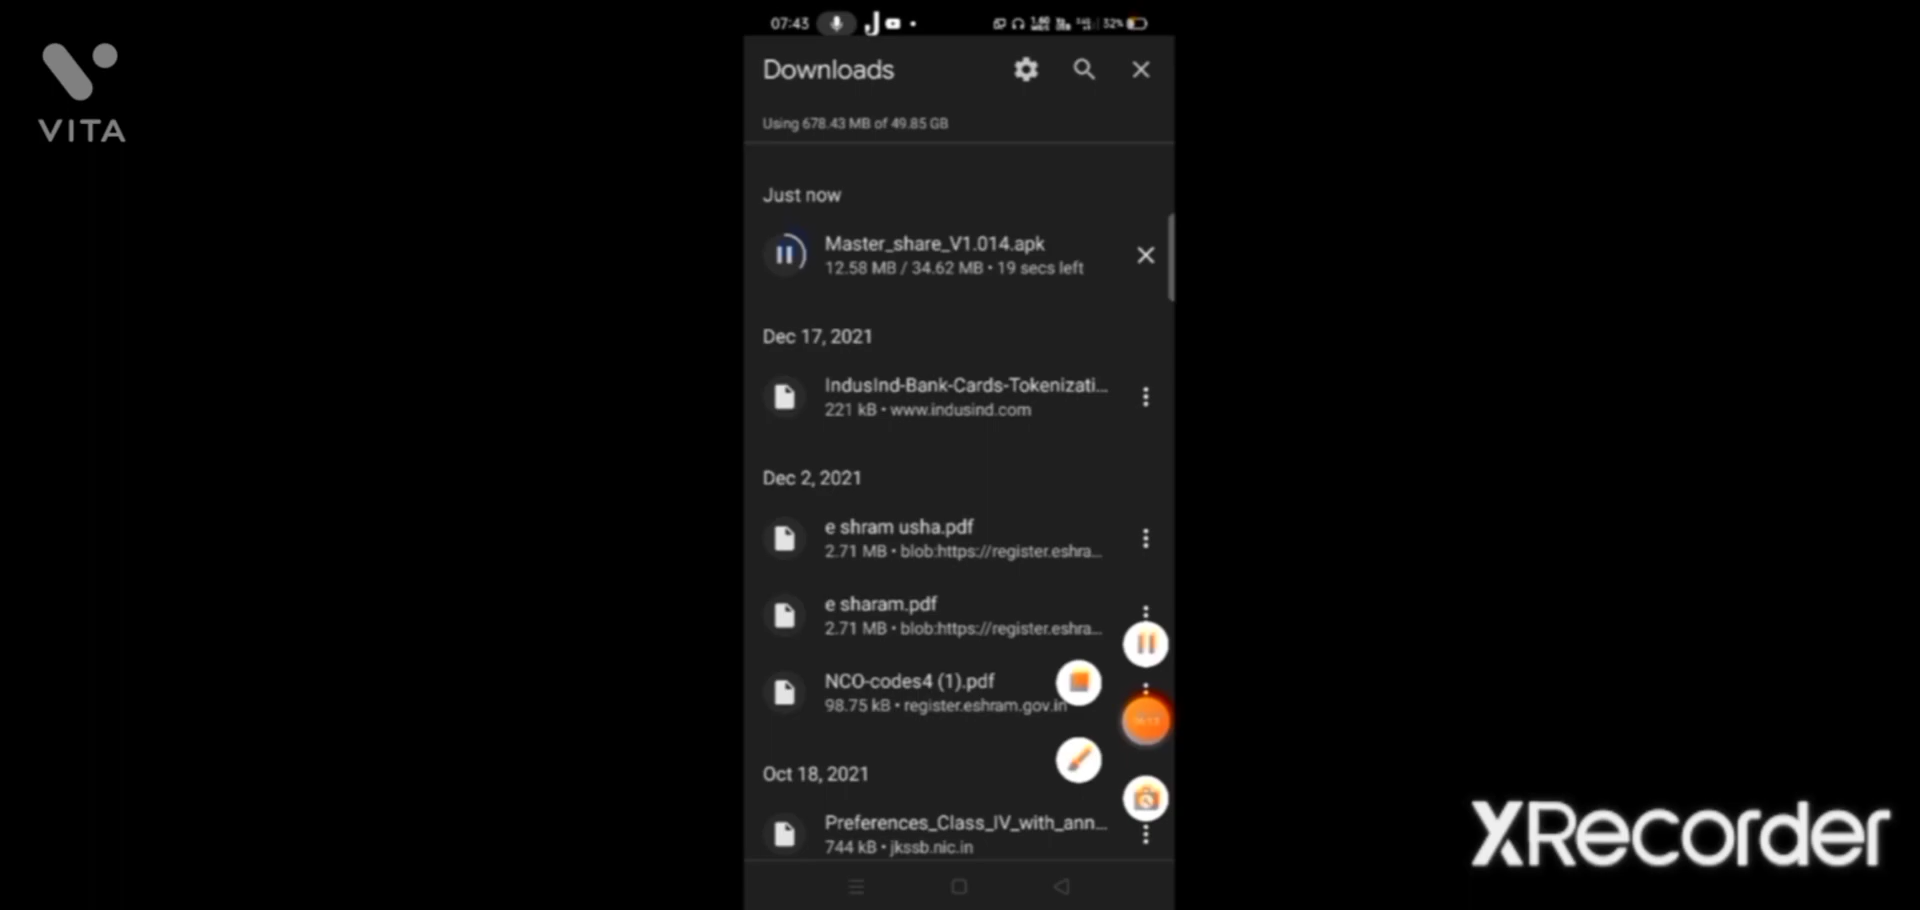 VITA
07:43
32%
Downloads
Using 678.43 MB of 49.85 GB
Just now
Master_share_V1.014.apk
12.58 MB / 34.62 MB • 19 secs left
Dec 17, 2021
IndusInd-Bank-Cards-Tokenizati...
221 kB • www.indusind.com
Dec 2, 2021
e shram usha.pdf
2.71 MB • blob:https://register.eshra...
e sharam.pdf
2.71 MB • blob:https://register.eshra...
NCO-codes4 (1).pdf
98.75 kB • register.eshram.gov.in
Oct 18, 2021
Preferences_Class_IV_with_ann...
744 kB • jkssb.nic.in
XRecorder